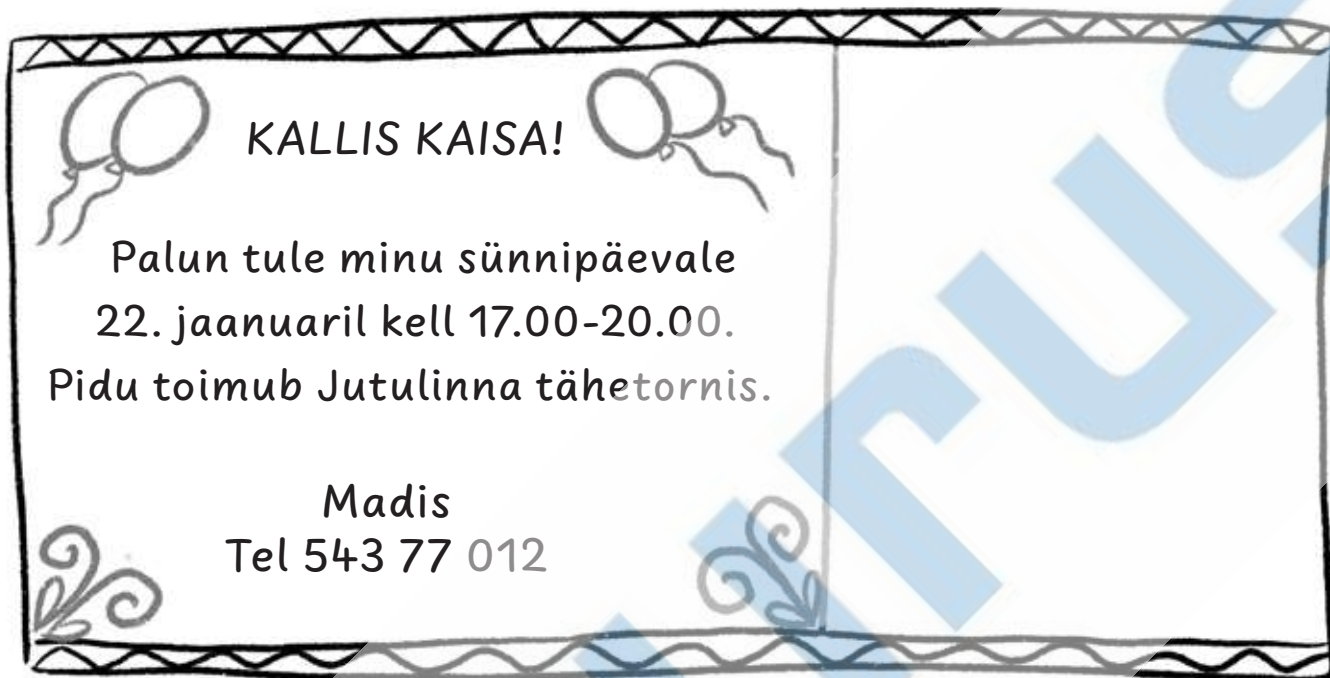 KALLIS KAISA!
Palun tule minu sünnipäevale
22. jaanuaril kell 17.00-20.00.
Pidu toimub Jutulinna tähetornis.
Madis
Tel 543 77 012